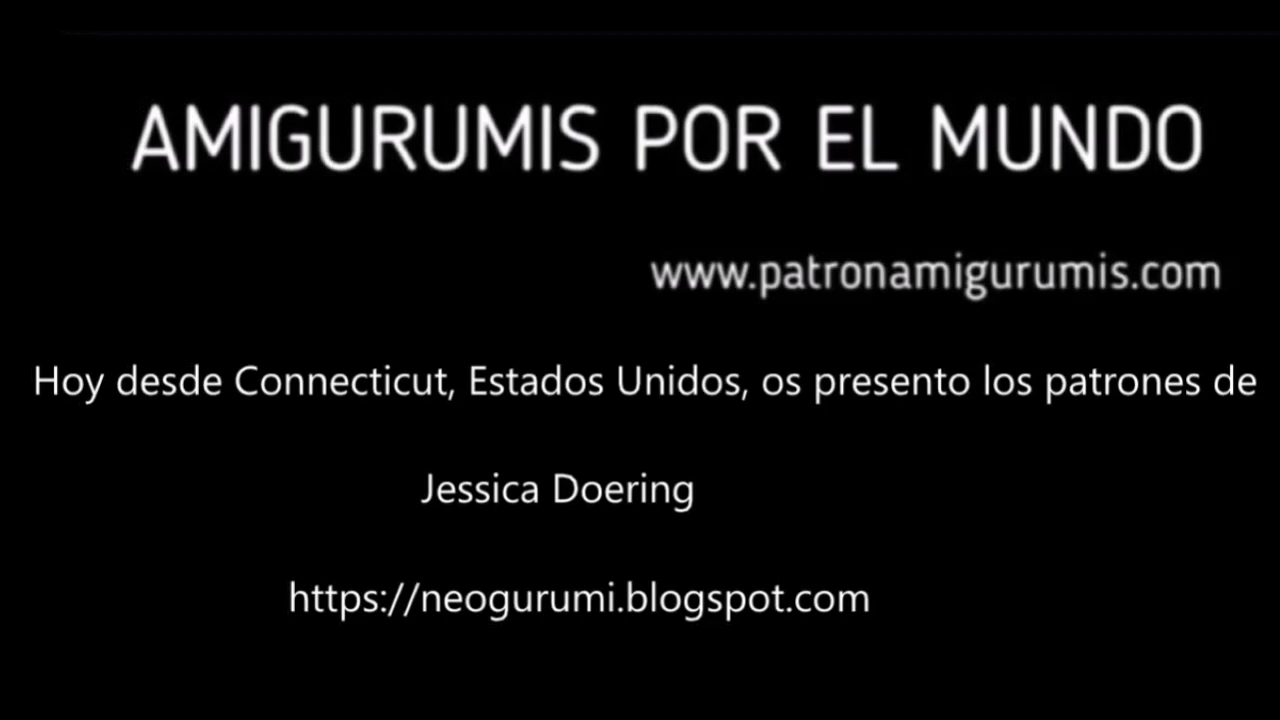 AMIGURUMIS POR EL MUNDO
www.patronamigurumis.com
Hoy desde Connecticut, Estados Unidos, os presento los patrones de
Jessica Doering
https://neogurumi.blogspot.com